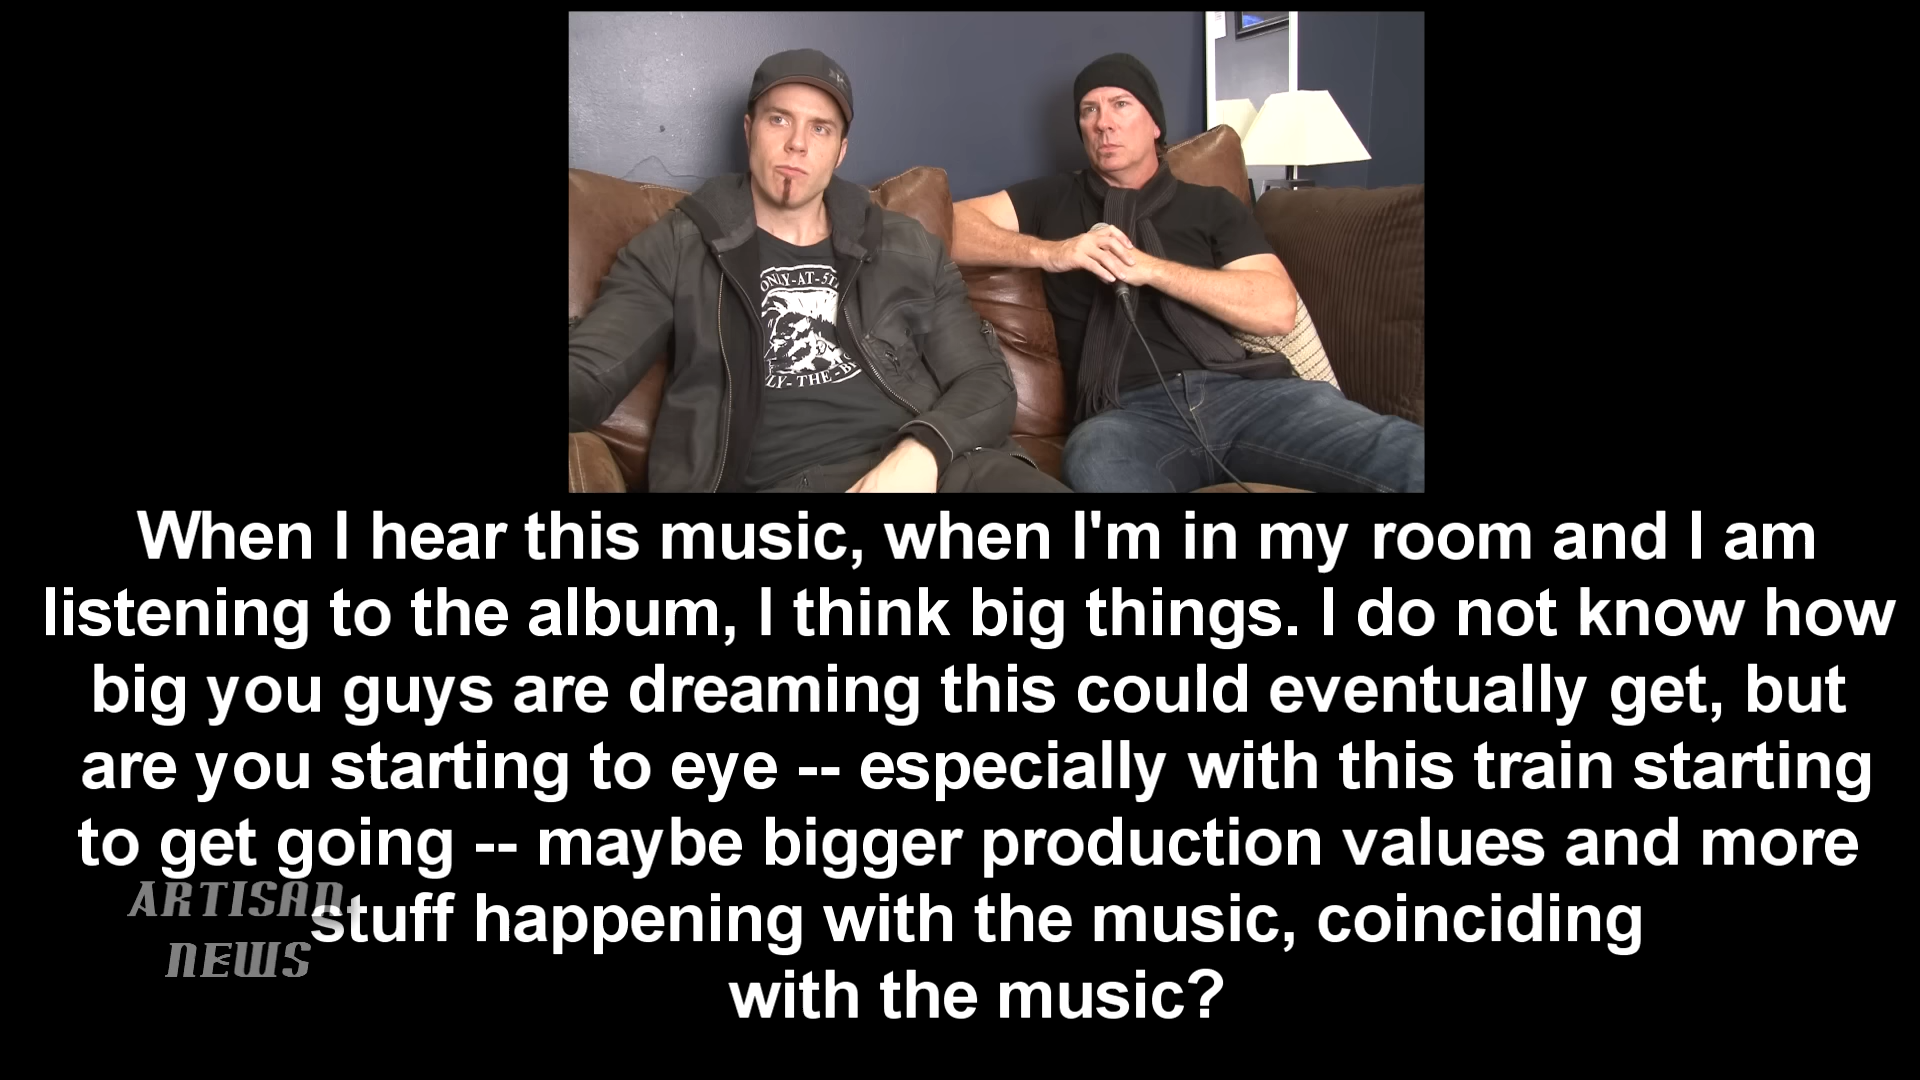 ONLY-AT-
LY-THE-B
When I hear this music, when I'm in my room and I am
listening to the album, I think big things. I do not know how
big you guys are dreaming this could eventually get, but
are you starting to eye -- especially with this train starting
to get going -- maybe bigger production values and more
stuff happening with the music, coinciding
with the music?
ARTISAN
NEWS